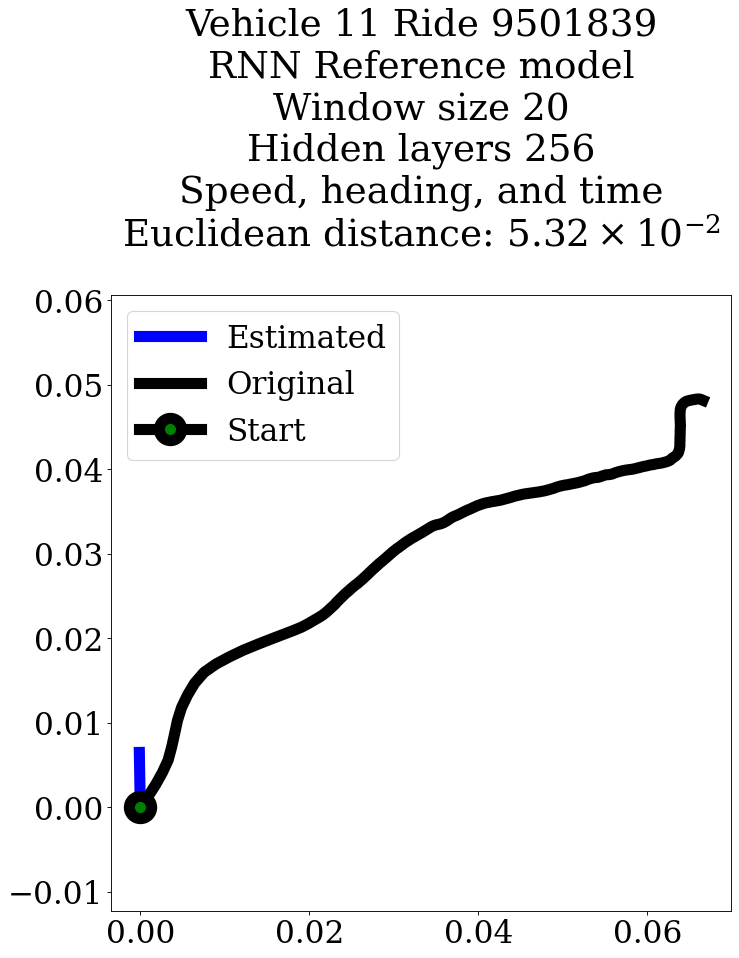 Vehicle 11 Ride 9501839
RNN Reference model
Window size 20
Hidden layers 256
Speed, heading, and time
Euclidean distance: 5.32 × 10⁻²
0.06
0.05
0.04
0.03
0.02
0.01
0.00
−0.01
Estimated
Original
Start
0.00 0.02 0.04 0.06